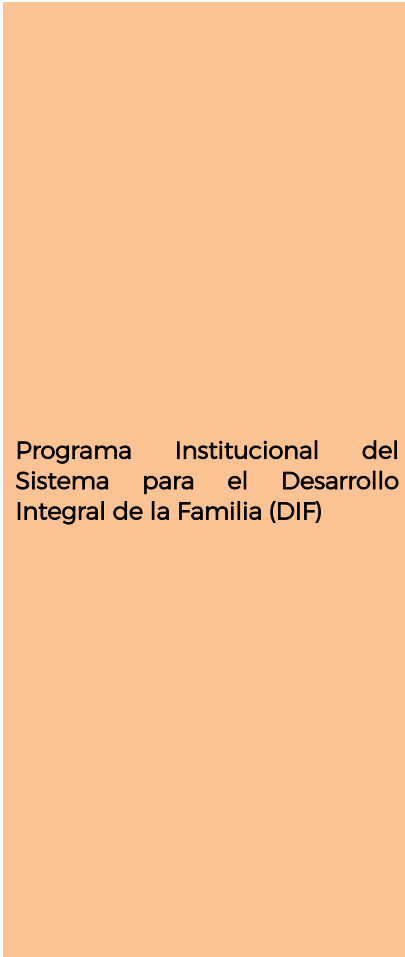 Programa Institucional del
Sistema para el Desarrollo
Integral de la Familia (DIF)